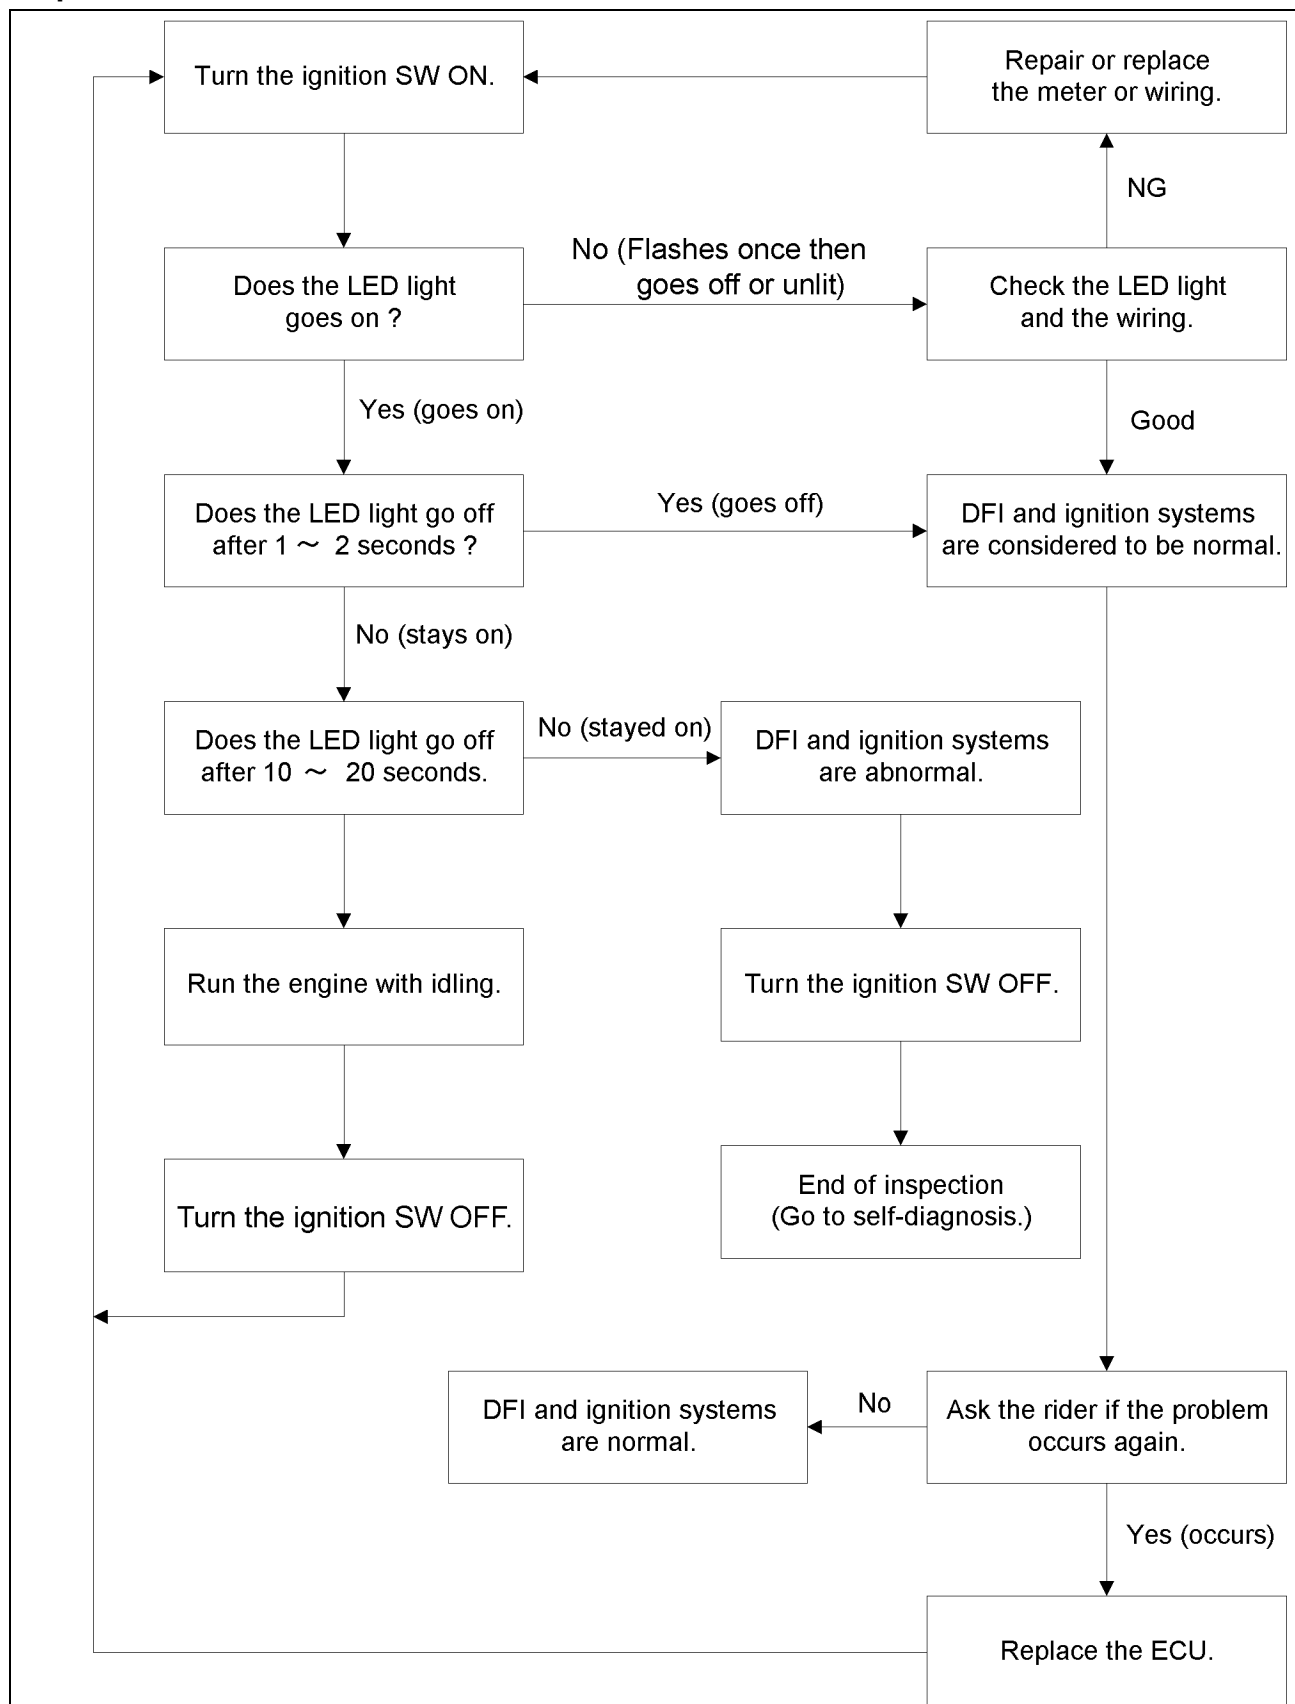 Turn the ignition SW ON.
Repair or replace
the meter or wiring.
NG
No (Flashes once then
goes off or unlit)
Does the LED light
goes on ?
Check the LED light
and the wiring.
Yes (goes on)
Good
Does the LED light go off
after 1 ～ 2 seconds ?
Yes (goes off)
DFI and ignition systems
are considered to be normal.
No (stays on)
Does the LED light go off
after 10 ～ 20 seconds.
No (stayed on)
DFI and ignition systems
are abnormal.
Run the engine with idling.
Turn the ignition SW OFF.
Turn the ignition SW OFF.
End of inspection
(Go to self-diagnosis.)
DFI and ignition systems
are normal.
No
Ask the rider if the problem
occurs again.
Yes (occurs)
Replace the ECU.